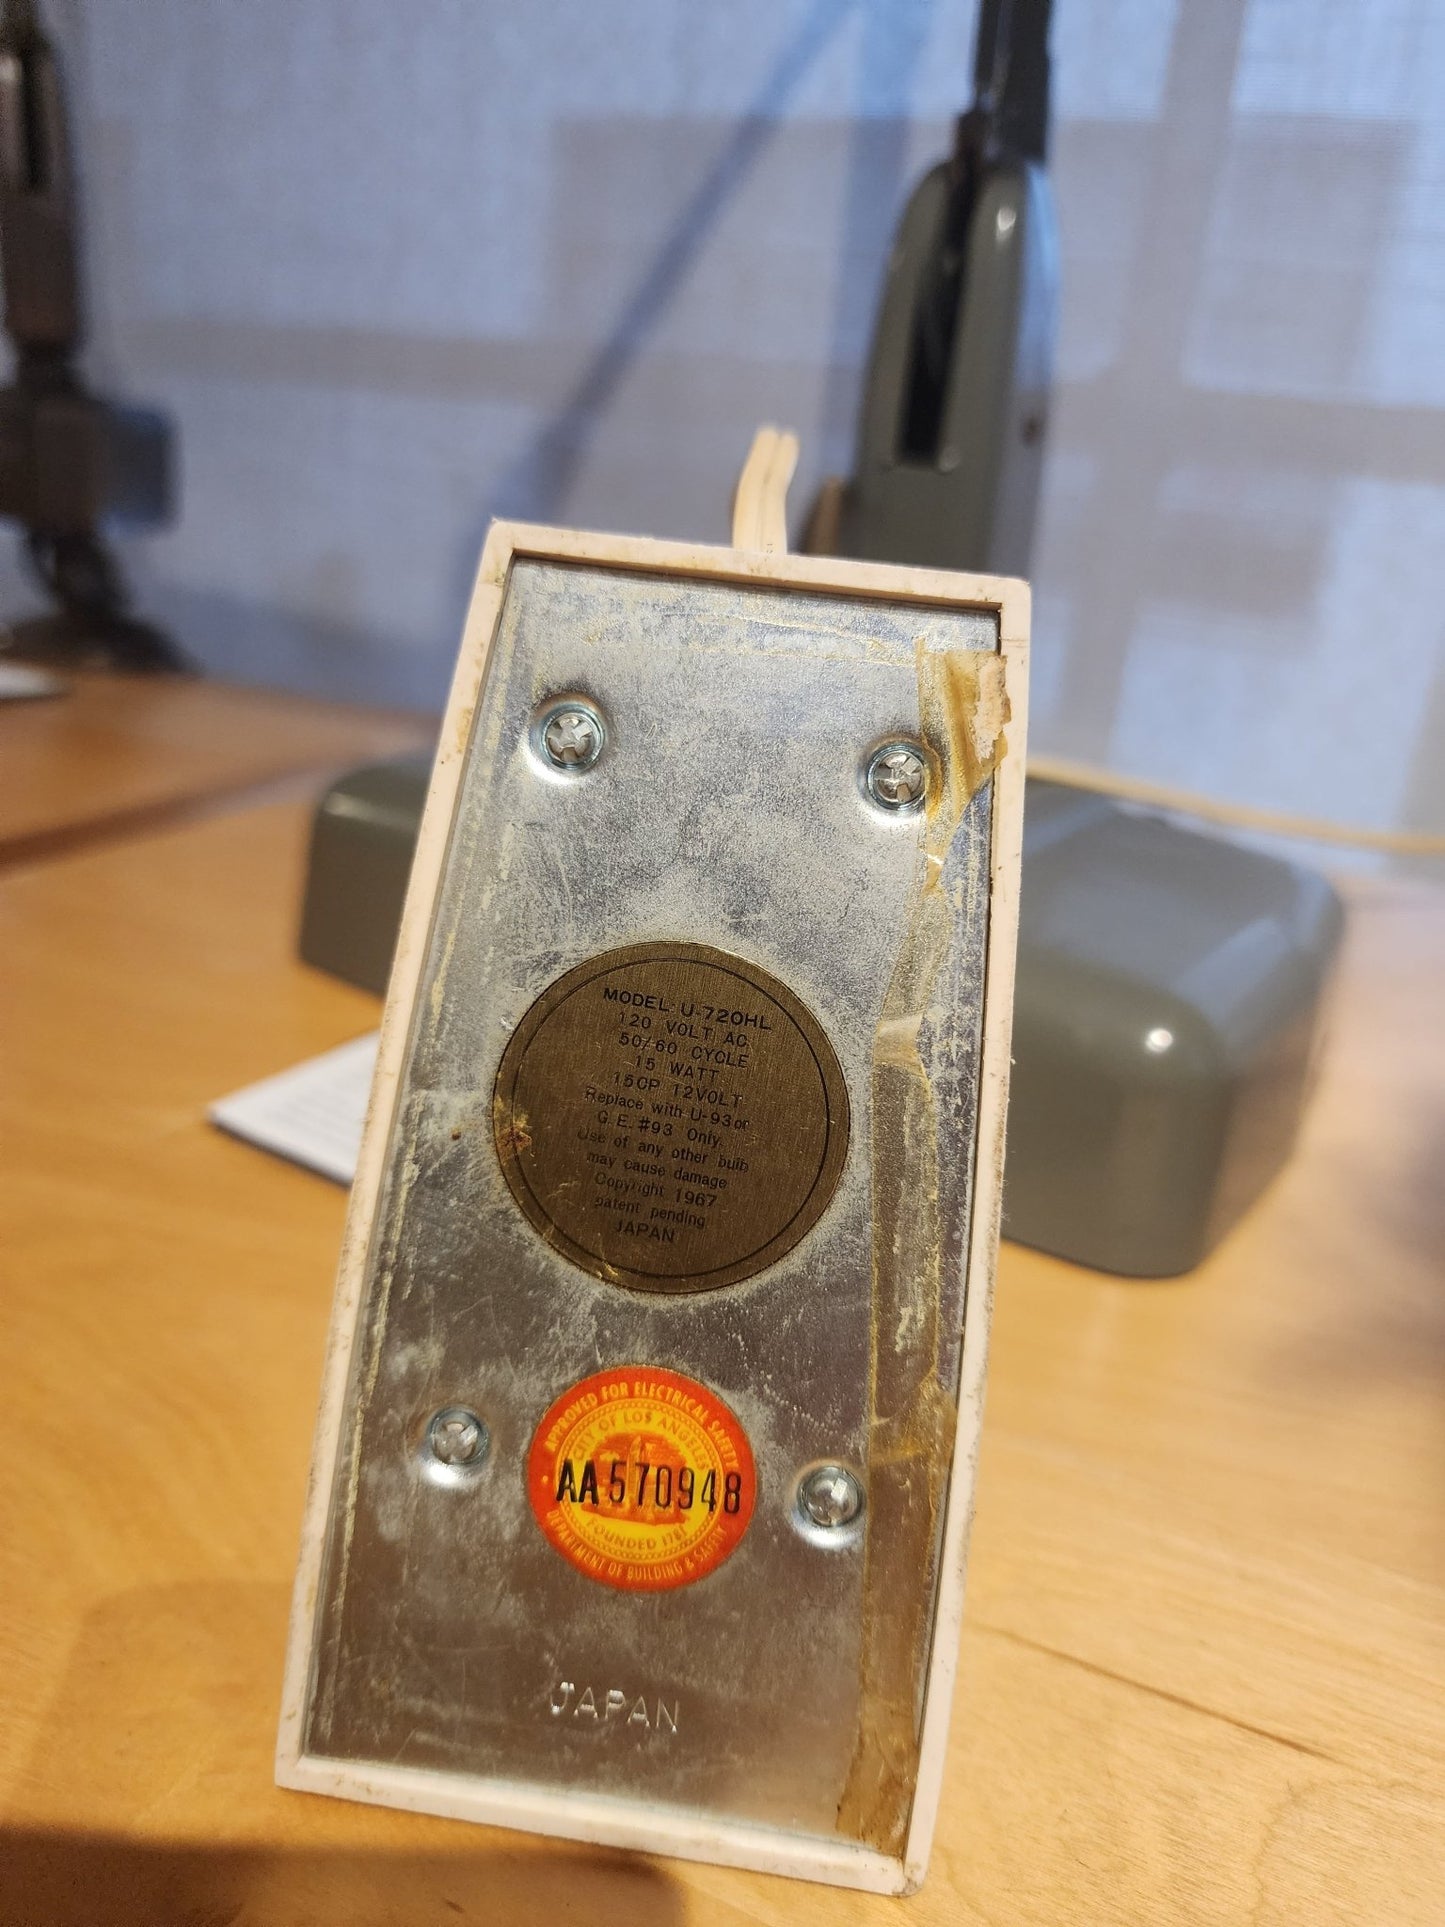 MODEL: U-720HL
120 VOLT AC
50/60 CYCLE
15 WATT
15CP 12VOLT
Replace with U-93 or
G. E. #93 Only.
Use of any other bulb
may cause damage
Copyright 1967
patent pending
JAPAN
APPROVED FOR ELECTRICAL SAFETY
CITY OF LOS ANGELES
AA570948
FOUNDED 1781
DEPARTMENT OF BUILDING & SAFETY
JAPAN